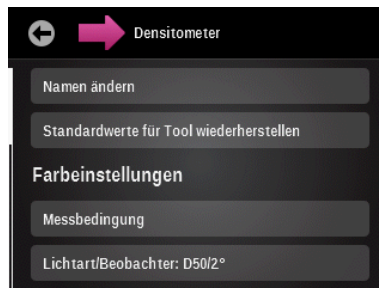 Densitometer
Namen ändern
Standardwerte für Tool wiederherstellen
Farbeinstellungen
Messbedingung
Lichtart/Beobachter: D50/2°